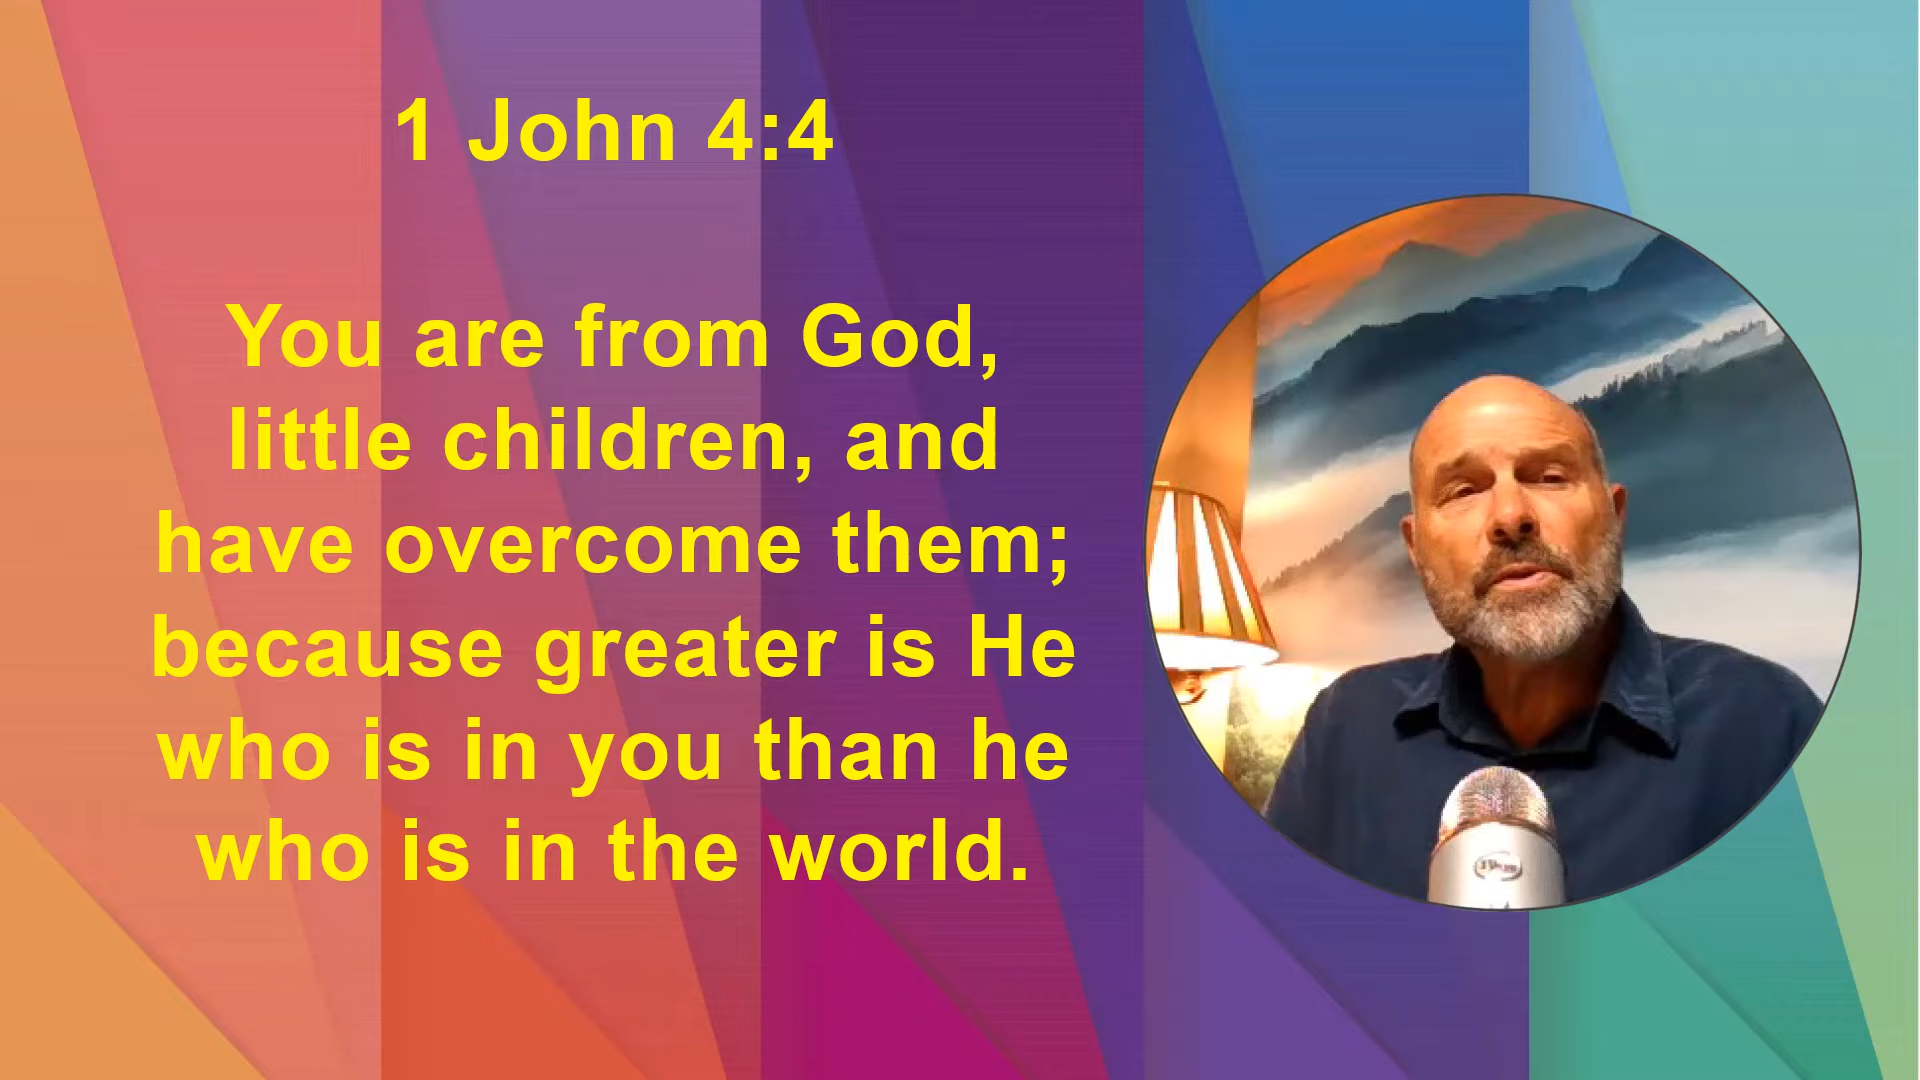 1 John 4:4
You are from God,
little children, and
have overcome them;
because greater is He
who is in you than he
who is in the world.